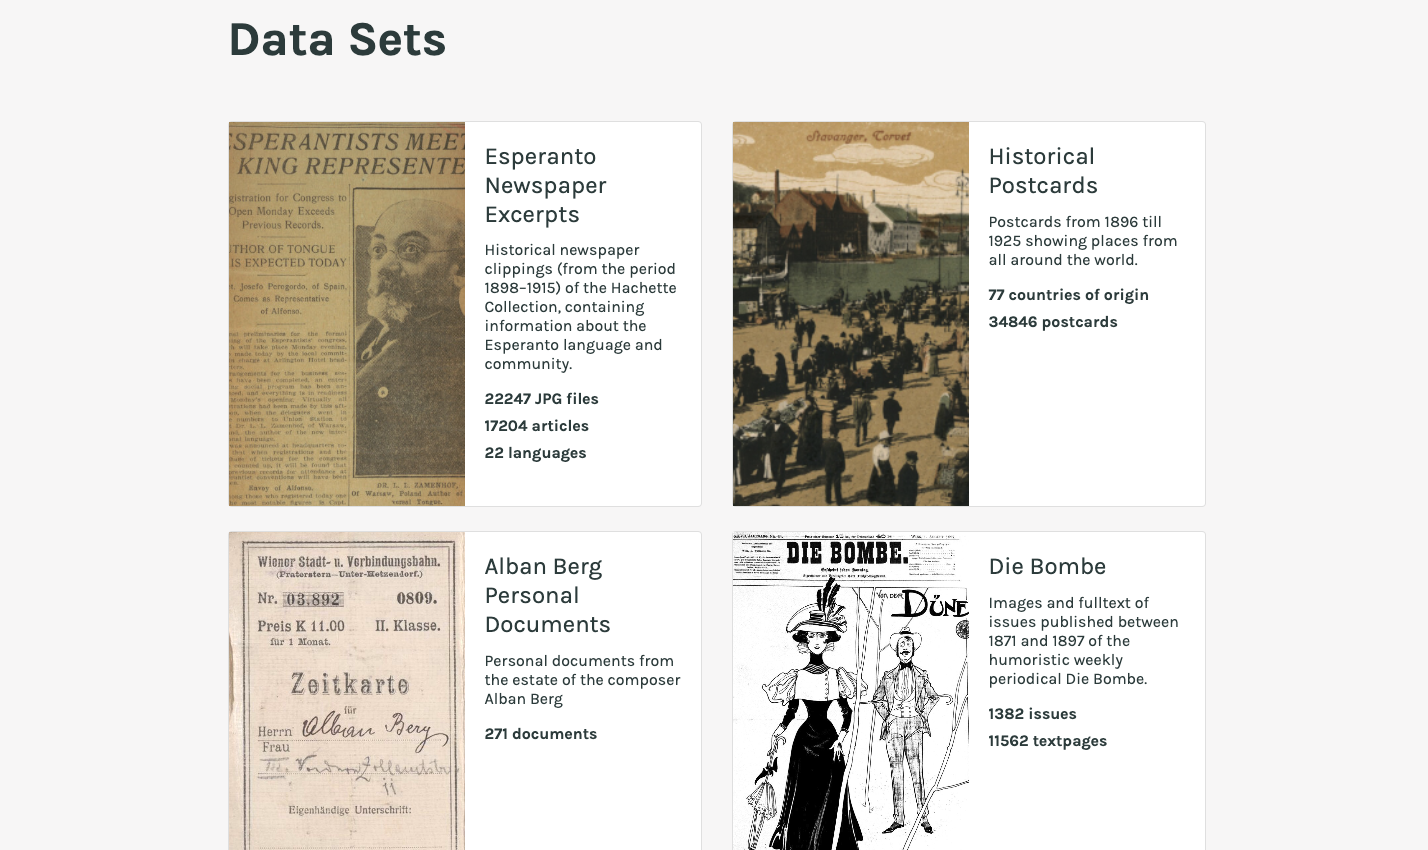 Data Sets
ESPERANTISTS MEET
KING REPRESENTE
gistration for Congress to
Open Monday Exceeds
Previous Records.
THOR OF TONGUE
IS EXPECTED TODAY
t. Josefo Perogordo, of Spain,
Comes as Representative
of Alfonso.
Envoy of Alfonso.
DR. L. L. ZAMENHOF,
Of Warsaw, Poland Author of
Esperanto
Newspaper
Excerpts
Historical newspaper
clippings (from the period
1898–1915) of the Hachette
Collection, containing
information about the
Esperanto language and
community.
22247 JPG files
17204 articles
22 languages
Stavanger, Torvet
Historical
Postcards
Postcards from 1896 till
1925 showing places from
all around the world.
77 countries of origin
34846 postcards
Wiener Stadt- u. Verbindungsbahn.
(Praterstern—Unter-Hetzendorf.)
Nr. 03.892 0809.
Preis K 11.00 II. Klasse.
für 1 Monat.
Zeitkarte
für
Herrn Alban Berg
Frau
Eigenhändige Unterschrift:
Alban Berg
Personal
Documents
Personal documents from
the estate of the composer
Alban Berg
271 documents
DIE BOMBE.
VON DER
DÜNE
Die Bombe
Images and fulltext of
issues published between
1871 and 1897 of the
humoristic weekly
periodical Die Bombe.
1382 issues
11562 textpages